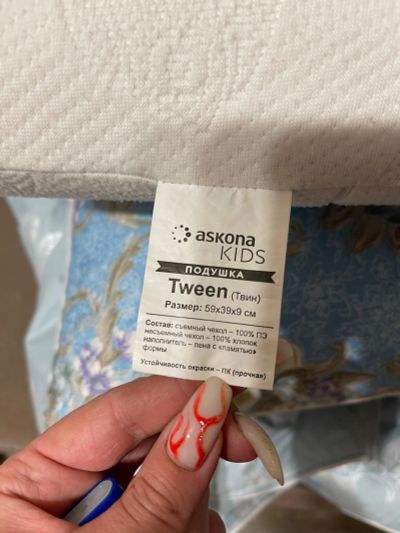 askona
KIDS
ПОДУШКА
Tween (Твин)
Размер: 59х39х9 см
Состав: съемный чехол – 100% ПЭ
несъемный чехол – 100% хлопок
наполнитель – пена с «памятью»
формы
Устойчивость окраски – ПК (прочная)